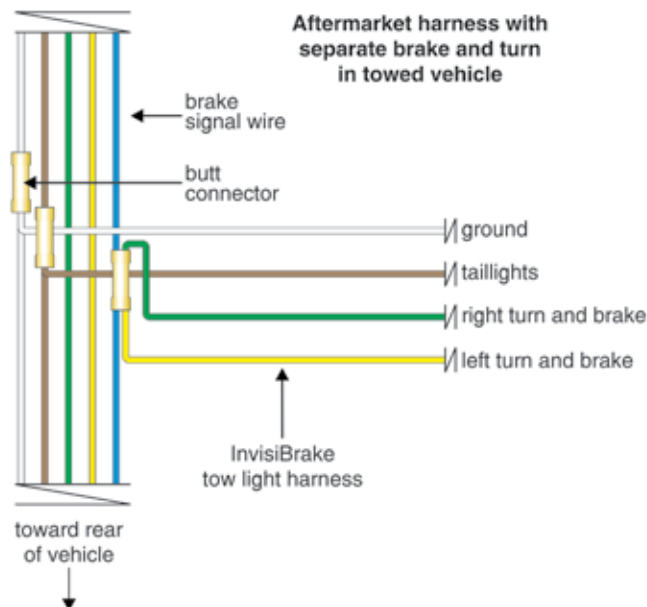 Aftermarket harness with
separate brake and turn
in towed vehicle
brake
signal wire
butt
connector
ground
taillights
right turn and brake
left turn and brake
InvisiBrake
tow light harness
toward rear
of vehicle